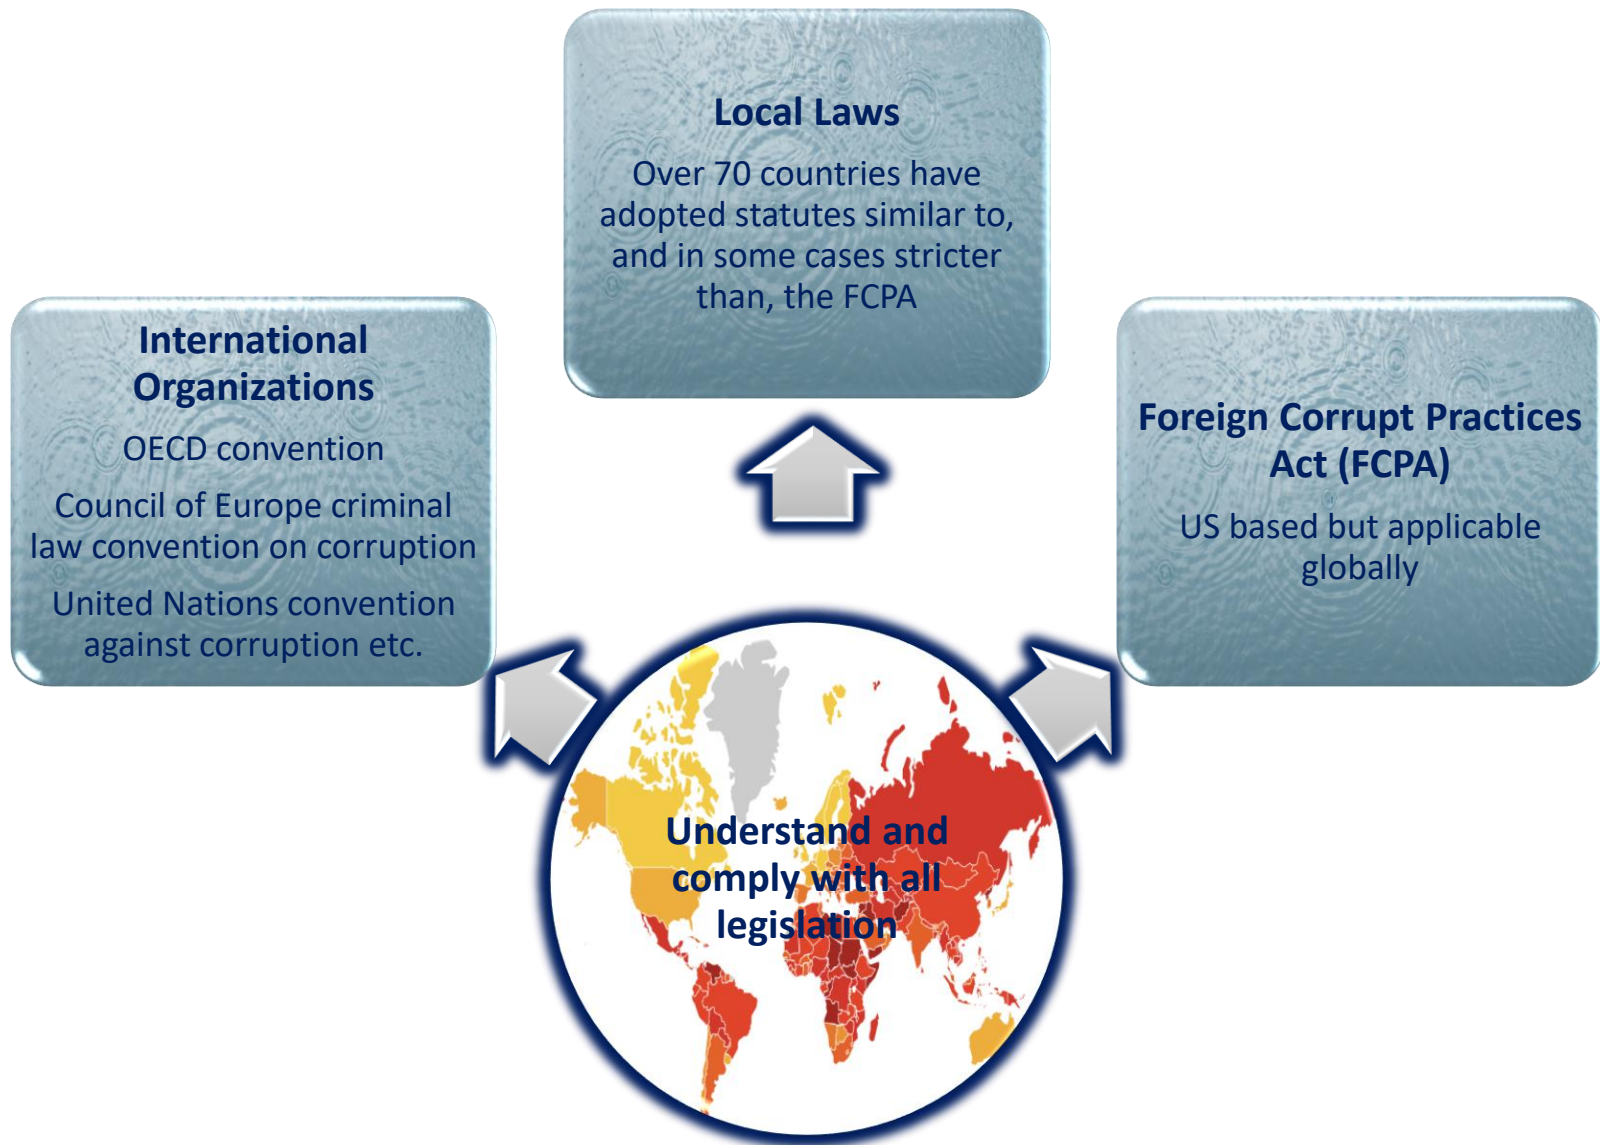 Local Laws
Over 70 countries have
adopted statutes similar to,
and in some cases stricter
than, the FCPA
International
Organizations
OECD convention
Council of Europe criminal
law convention on corruption
United Nations convention
against corruption etc.
Foreign Corrupt Practices
Act (FCPA)
US based but applicable
globally
Understand and
comply with all
legislation